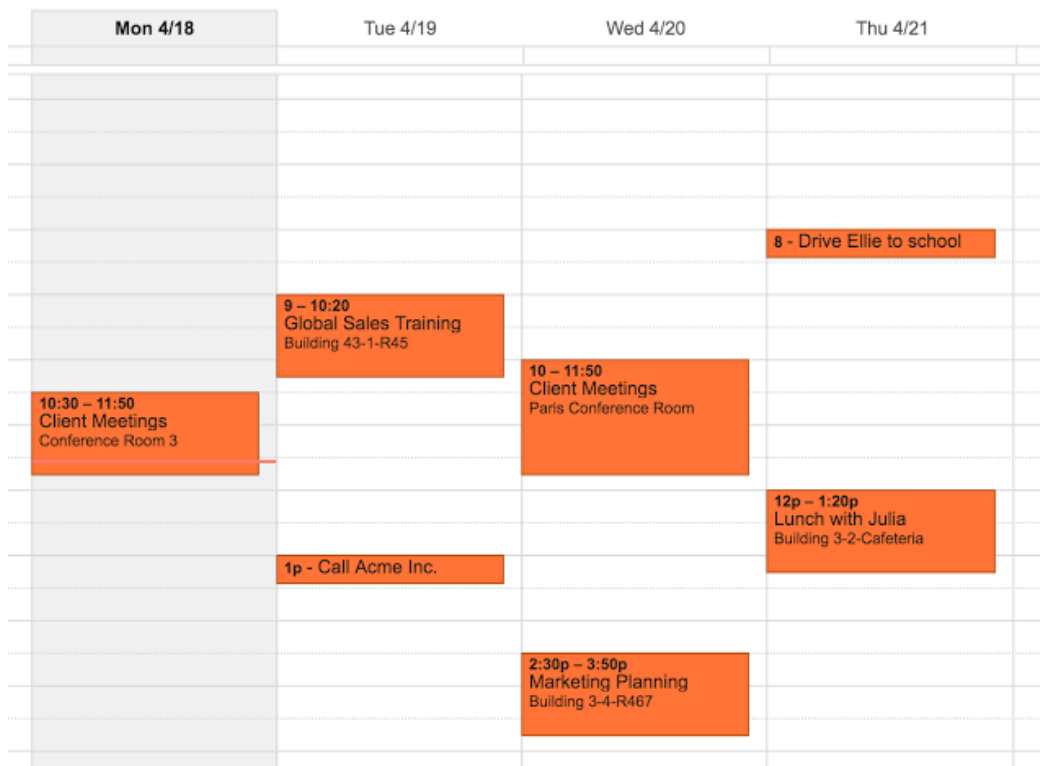 Mon 4/18
Tue 4/19
Wed 4/20
Thu 4/21
10:30 – 11:50
Client Meetings
Conference Room 3
9 – 10:20
Global Sales Training
Building 43-1-R45
1p - Call Acme Inc.
10 – 11:50
Client Meetings
Paris Conference Room
2:30p – 3:50p
Marketing Planning
Building 3-4-R467
8 - Drive Ellie to school
12p – 1:20p
Lunch with Julia
Building 3-2-Cafeteria